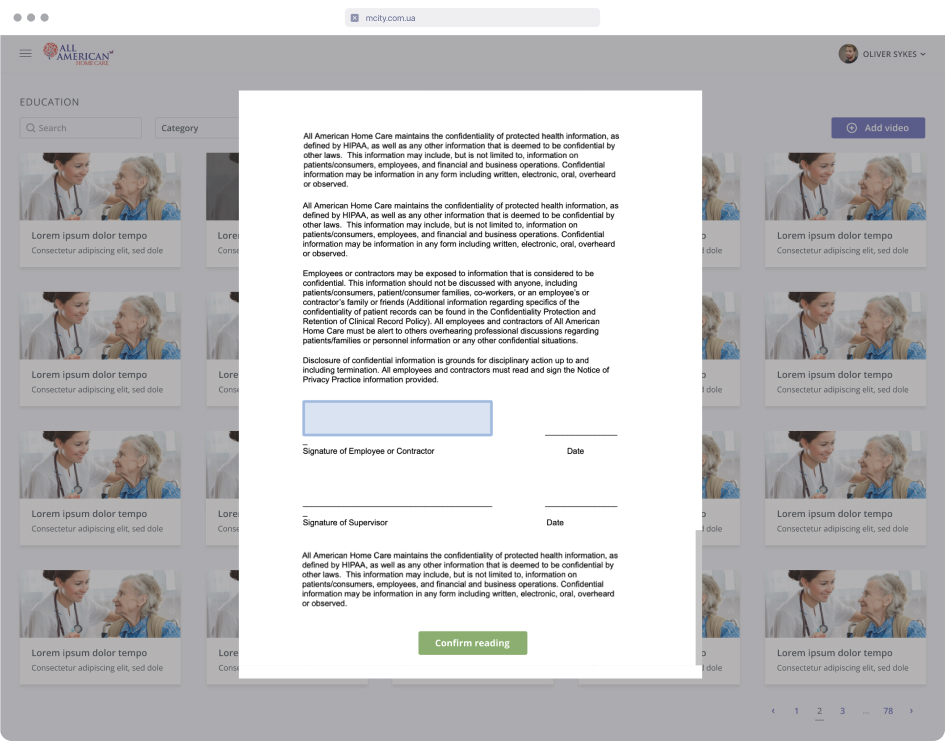 mcity.com.ua
ALL
AMERICAN
HOME CARE
OLIVER SYKES
EDUCATION
Search
Category
Add video
All American Home Care maintains the confidentiality of protected health information, as
defined by HIPAA, as well as any other information that is deemed to be confidential by
other laws. This information may include, but is not limited to, information on
patients/consumers, employees, and financial and business operations. Confidential
information may be information in any form including written, electronic, oral, overheard
or observed.
All American Home Care maintains the confidentiality of protected health information, as
defined by HIPAA, as well as any other information that is deemed to be confidential by
other laws. This information may include, but is not limited to, information on
patients/consumers, employees, and financial and business operations. Confidential
information may be information in any form including written, electronic, oral, overheard
or observed.
Employees or contractors may be exposed to information that is considered to be
confidential. This information should not be discussed with anyone, including
patients/consumers, patient/consumer families, co-workers, or an employee's or
contractor's family or friends (Additional information regarding specifics of the
confidentiality of patient records can be found in the Confidentiality Protection and
Retention of Clinical Record Policy). All employees and contractors of All American
Home Care must be alert to others overhearing professional discussions regarding
patients/families or personnel information or any other confidential situations.
Disclosure of confidential information is grounds for disciplinary action up to and
including termination. All employees and contractors must read and sign the Notice of
Privacy Practice information provided.
Signature of Employee or Contractor Date
Signature of Supervisor Date
All American Home Care maintains the confidentiality of protected health information, as
defined by HIPAA, as well as any other information that is deemed to be confidential by
other laws. This information may include, but is not limited to, information on
patients/consumers, employees, and financial and business operations. Confidential
information may be information in any form including written, electronic, oral, overheard
or observed.
Confirm reading
Lorem ipsum dolor tempo
Consectetur adipiscing elit, sed dole
Lorem ipsum dolor tempo
Consectetur adipiscing elit, sed dole
Lorem ipsum dolor tempo
Consectetur adipiscing elit, sed dole
Lorem ipsum dolor tempo
Consectetur adipiscing elit, sed dole
Lorem ipsum dolor tempo
Consectetur adipiscing elit, sed dole
Lorem ipsum dolor tempo
Consectetur adipiscing elit, sed dole
Lorem ipsum dolor tempo
Consectetur adipiscing elit, sed dole
Lorem ipsum dolor tempo
Consectetur adipiscing elit, sed dole
‹ 1 2 3 ... 78 ›